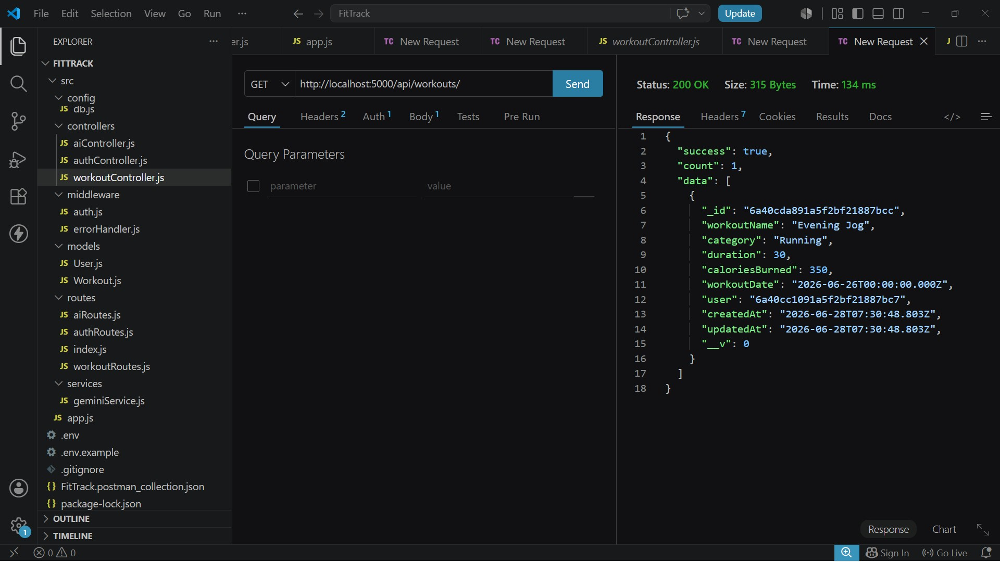 File Edit Selection View Go Run ···
FitTrack
Update
EXPLORER ···
er.js
JS app.js
TC New Request
TC New Request
JS workoutController.js
TC New Request
TC New Request
J
···
FITTRACK
src
config
JS db.js
controllers
JS aiController.js
JS authController.js
JS workoutController.js
middleware
JS auth.js
JS errorHandler.js
models
JS User.js
JS Workout.js
routes
JS aiRoutes.js
JS authRoutes.js
JS index.js
JS workoutRoutes.js
services
JS geminiService.js
JS app.js
.env
.env.example
.gitignore
{} FitTrack.postman_collection.json
{} package-lock.json
OUTLINE
TIMELINE
1
GET
http://localhost:5000/api/workouts/
Send
Query Headers 2 Auth 1 Body 1 Tests Pre Run
Query Parameters
parameter value
Status: 200 OK Size: 315 Bytes Time: 134 ms
Response Headers 7 Cookies Results Docs </>
1 {
2 "success": true,
3 "count": 1,
4 "data": [
5 {
6 "_id": "6a40cda891a5f2bf21887bcc",
7 "workoutName": "Evening Jog",
8 "category": "Running",
9 "duration": 30,
10 "caloriesBurned": 350,
11 "workoutDate": "2026-06-26T00:00:00.000Z",
12 "user": "6a40cc1091a5f2bf21887bc7",
13 "createdAt": "2026-06-28T07:30:48.803Z",
14 "updatedAt": "2026-06-28T07:30:48.803Z",
15 "__v": 0
16 }
17 ]
18 }
Response Chart
0 0
Sign In Go Live